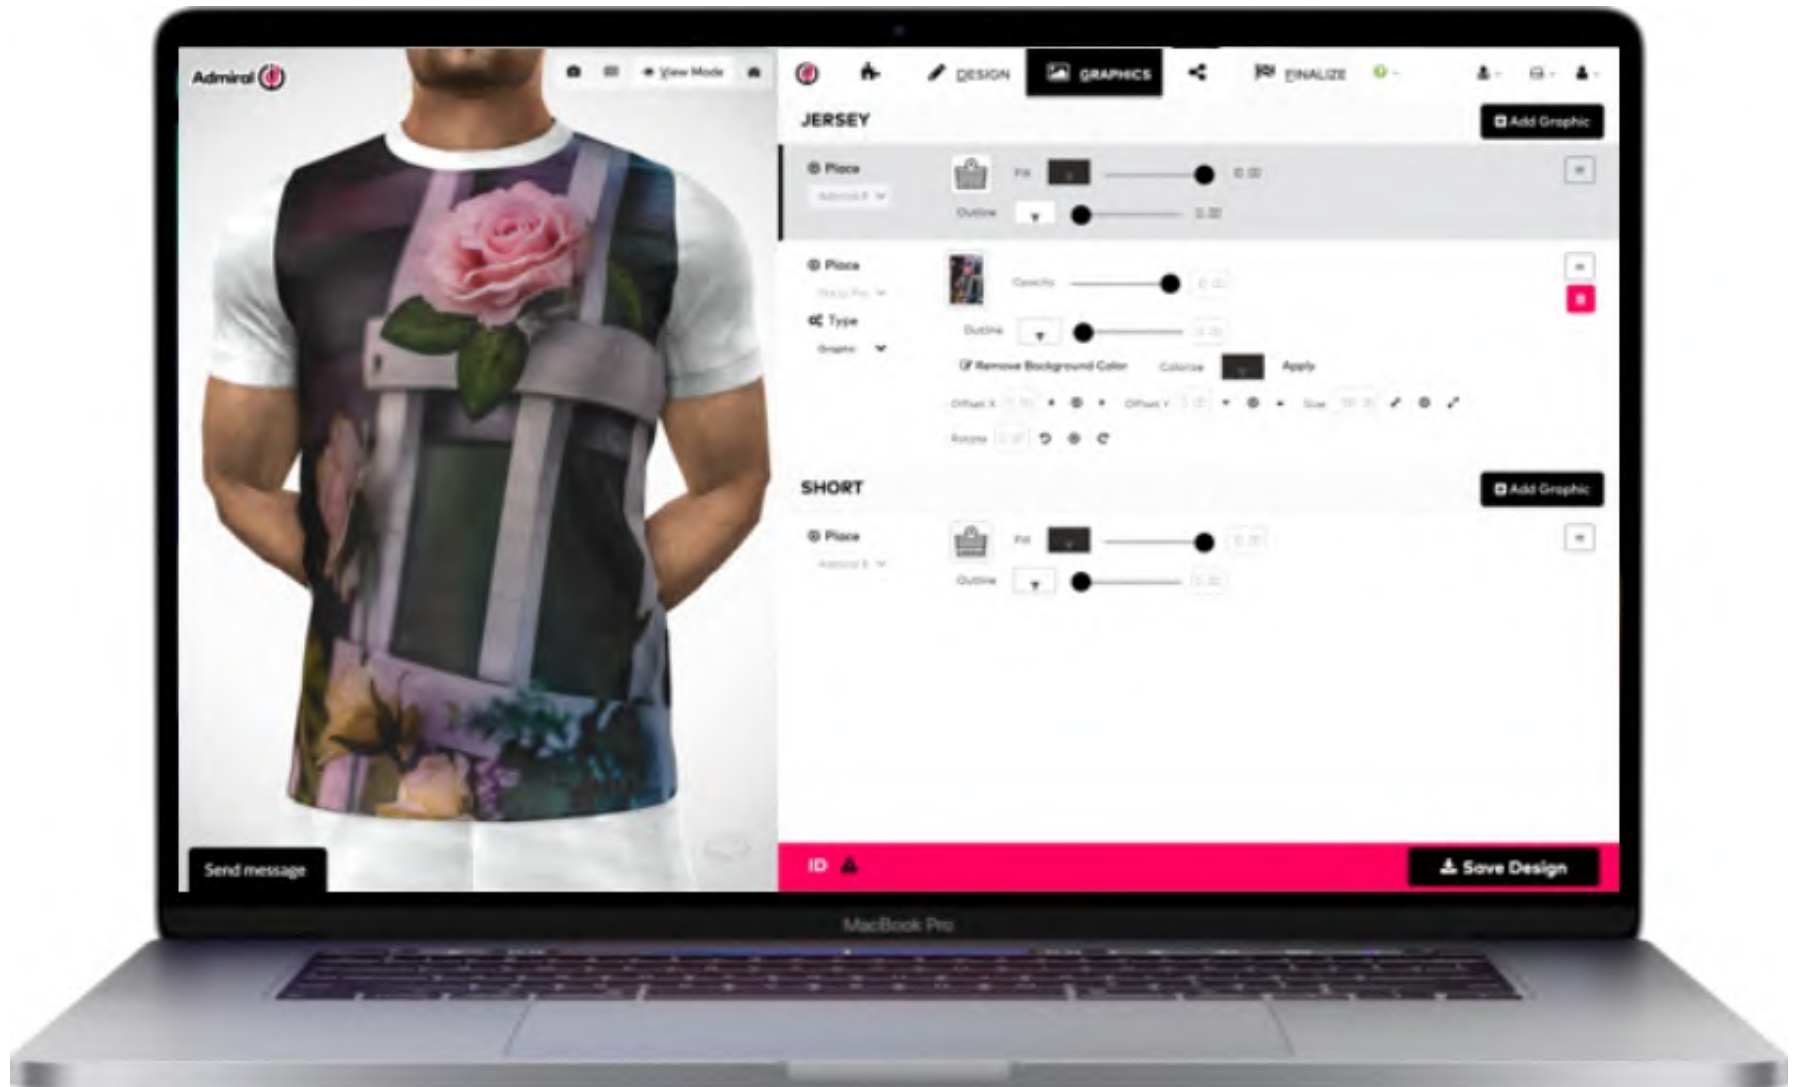 Admiral
View Mode
DESIGN
GRAPHICS
FINALIZE
JERSEY
Add Graphic
Place
Fill
Outline
Place
Opacity
Type
Outline
Graphic
Remove Background Color
Colorize
Apply
Offset X
Offset Y
Size
Rotate
SHORT
Add Graphic
Place
Fill
Outline
Send message
ID
Save Design
MacBook Pro